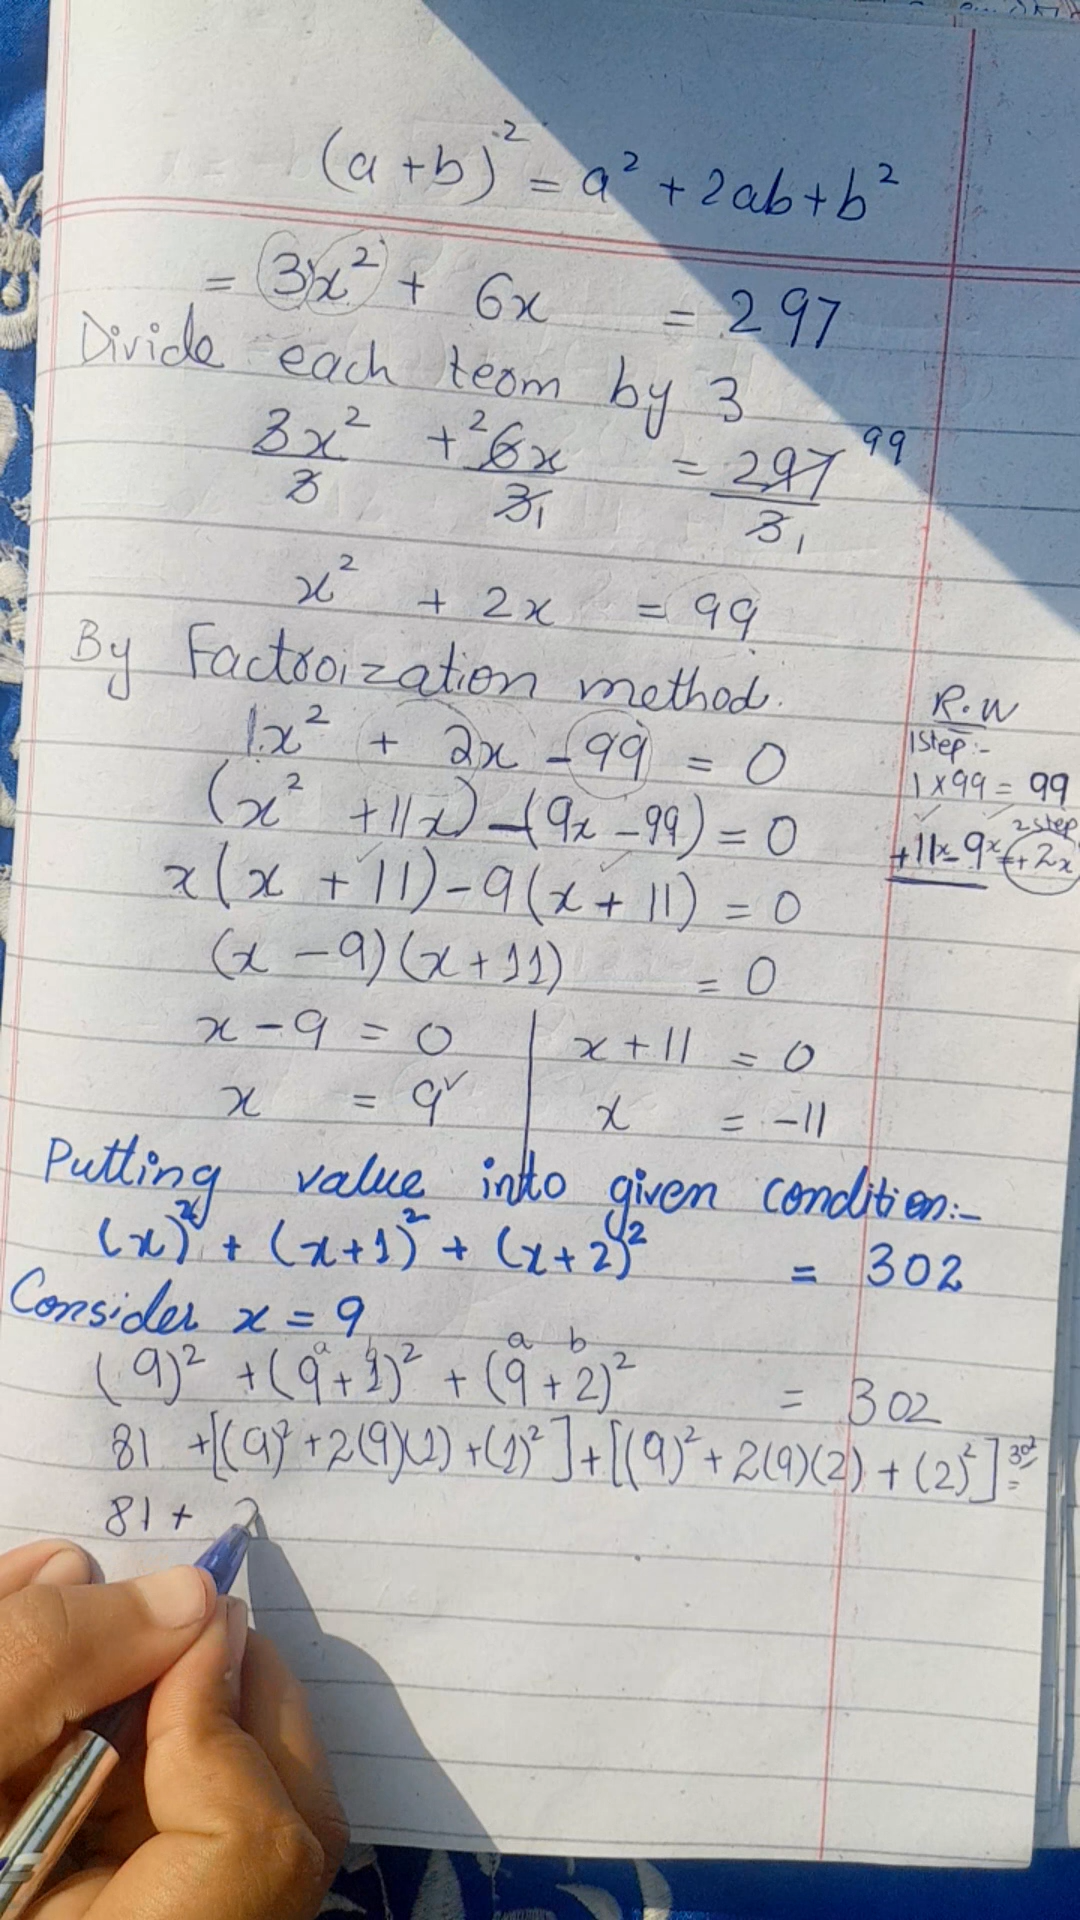 (a+b)² = a² + 2ab + b²
= 3x² + 6x = 297
Divide each teom by 3
3x²/3 + ²6x/3₁ = 297⁹⁹/3₁
x² + 2x = 99
By Factroization method.
1x² + 2x - 99 = 0
(x² + 11x) - (9x - 99) = 0
x(x + 11) - 9(x + 11) = 0
(x - 9)(x + 11) = 0
x - 9 = 0 | x + 11 = 0
x = 9✓ | x = -11
R.W
1step:-
1 × 99 = 99
2step
+11x - 9x = +2x
Putting value into given condition:-
(x)² + (x+1)² + (x+2)² = 302
Consider x = 9
a b a b
(9)² + (9+1)² + (9+2)² = 302
81 + [(9)² + 2(9)(1) + (1)²] + [(9)² + 2(9)(2) + (2)²] = 302
81 +